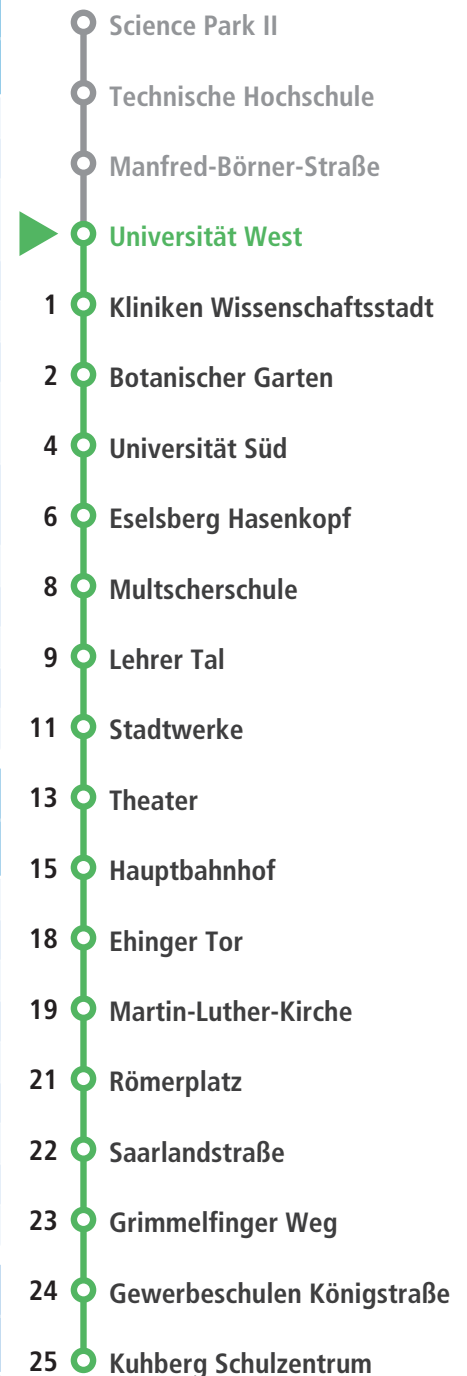 Science Park II
Technische Hochschule
Manfred-Börner-Straße
Universität West
1 Kliniken Wissenschaftsstadt
2 Botanischer Garten
4 Universität Süd
6 Eselsberg Hasenkopf
8 Multscherschule
9 Lehrer Tal
11 Stadtwerke
13 Theater
15 Hauptbahnhof
18 Ehinger Tor
19 Martin-Luther-Kirche
21 Römerplatz
22 Saarlandstraße
23 Grimmelfinger Weg
24 Gewerbeschulen Königstraße
25 Kuhberg Schulzentrum